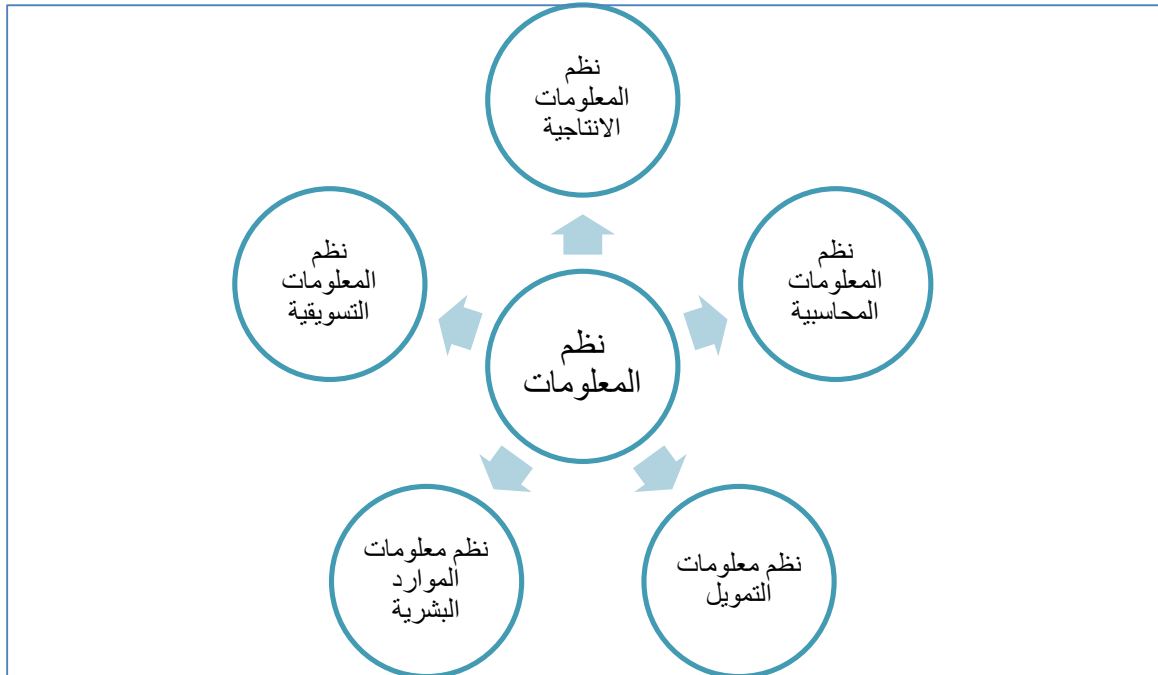 نظم
المعلومات
الانتاجية
نظم
المعلومات
المحاسبية
نظم
المعلومات
التسويقية
نظم
المعلومات
نظم معلومات
التمويل
نظم معلومات
الموارد
البشرية